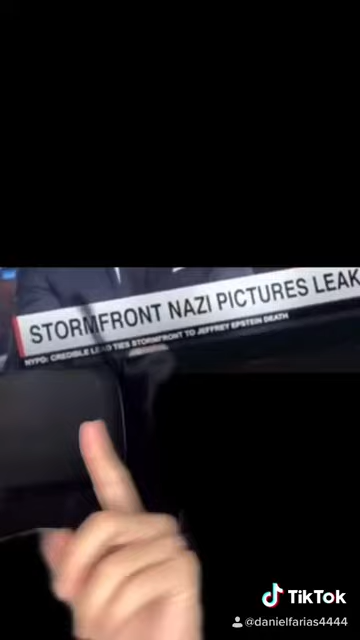 STORMFRONT NAZI PICTURES LEAK
NYPD: CREDIBLE LEAD TIES STORMFRONT TO JEFFREY EPSTEIN DEATH
TikTok
@danielfarias4444